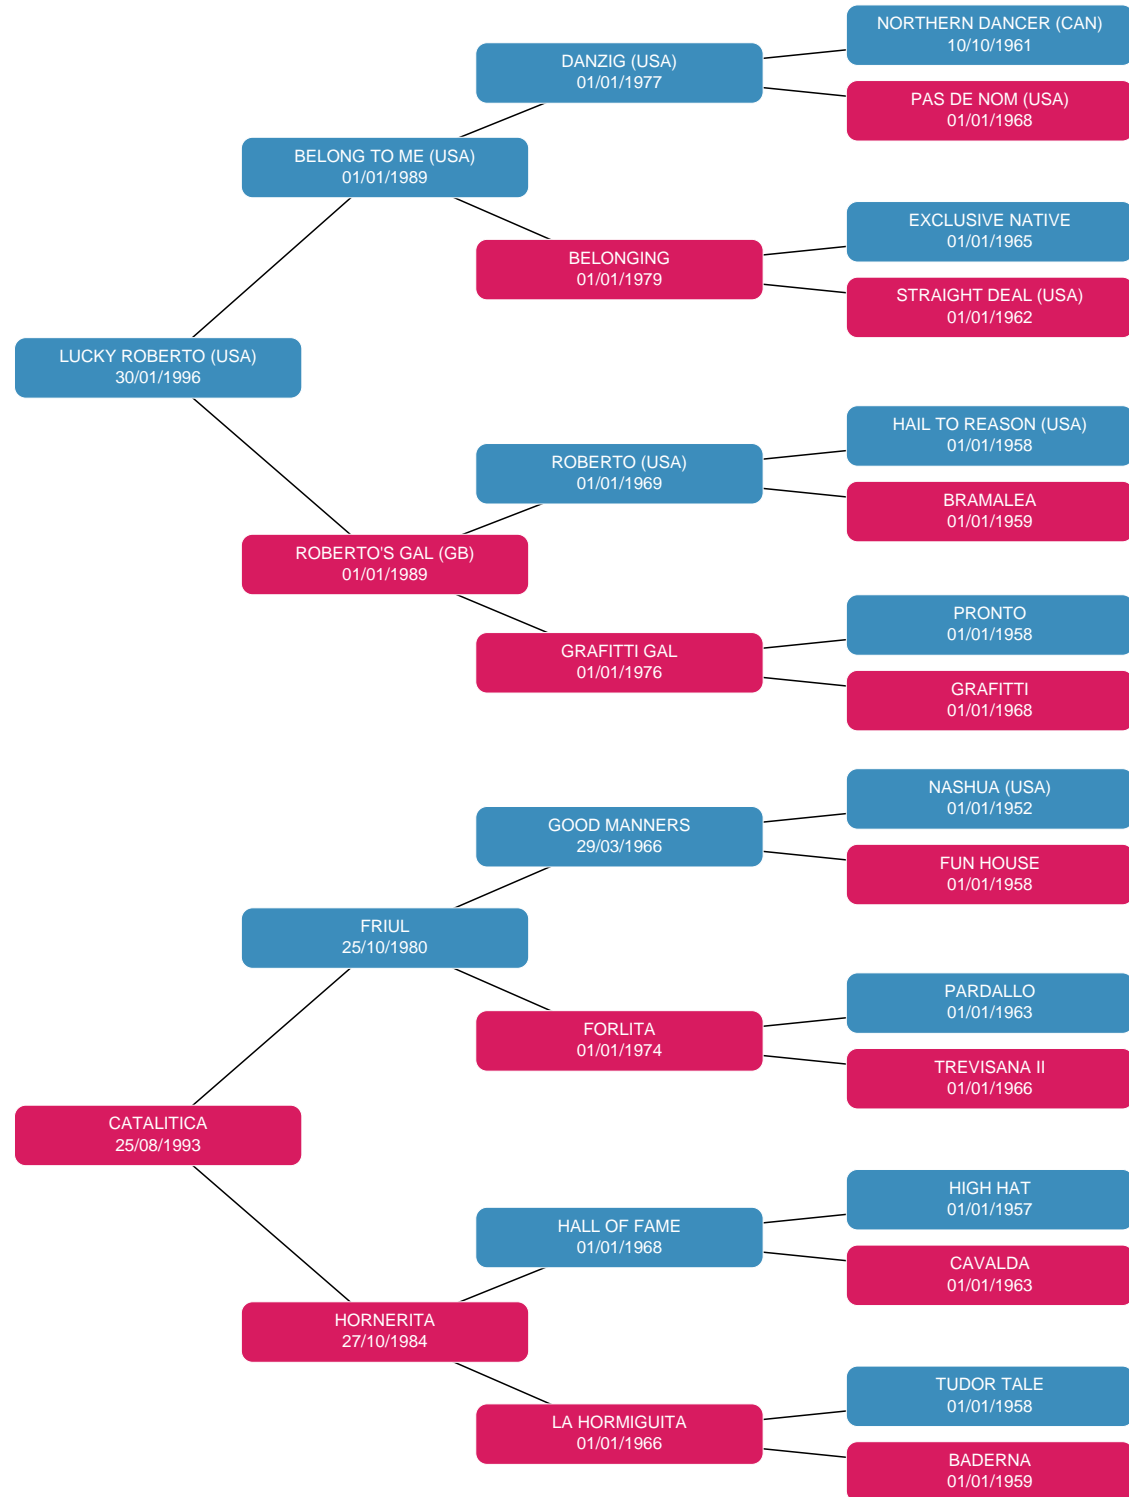 NORTHERN DANCER (CAN)
10/10/1961
DANZIG (USA)
01/01/1977
PAS DE NOM (USA)
01/01/1968
BELONG TO ME (USA)
01/01/1989
EXCLUSIVE NATIVE
01/01/1965
BELONGING
01/01/1979
STRAIGHT DEAL (USA)
01/01/1962
LUCKY ROBERTO (USA)
30/01/1996
HAIL TO REASON (USA)
01/01/1958
ROBERTO (USA)
01/01/1969
BRAMALEA
01/01/1959
ROBERTO'S GAL (GB)
01/01/1989
PRONTO
01/01/1958
GRAFITTI GAL
01/01/1976
GRAFITTI
01/01/1968
NASHUA (USA)
01/01/1952
GOOD MANNERS
29/03/1966
FUN HOUSE
01/01/1958
FRIUL
25/10/1980
PARDALLO
01/01/1963
FORLITA
01/01/1974
TREVISANA II
01/01/1966
CATALITICA
25/08/1993
HIGH HAT
01/01/1957
HALL OF FAME
01/01/1968
CAVALDA
01/01/1963
HORNERITA
27/10/1984
TUDOR TALE
01/01/1958
LA HORMIGUITA
01/01/1966
BADERNA
01/01/1959